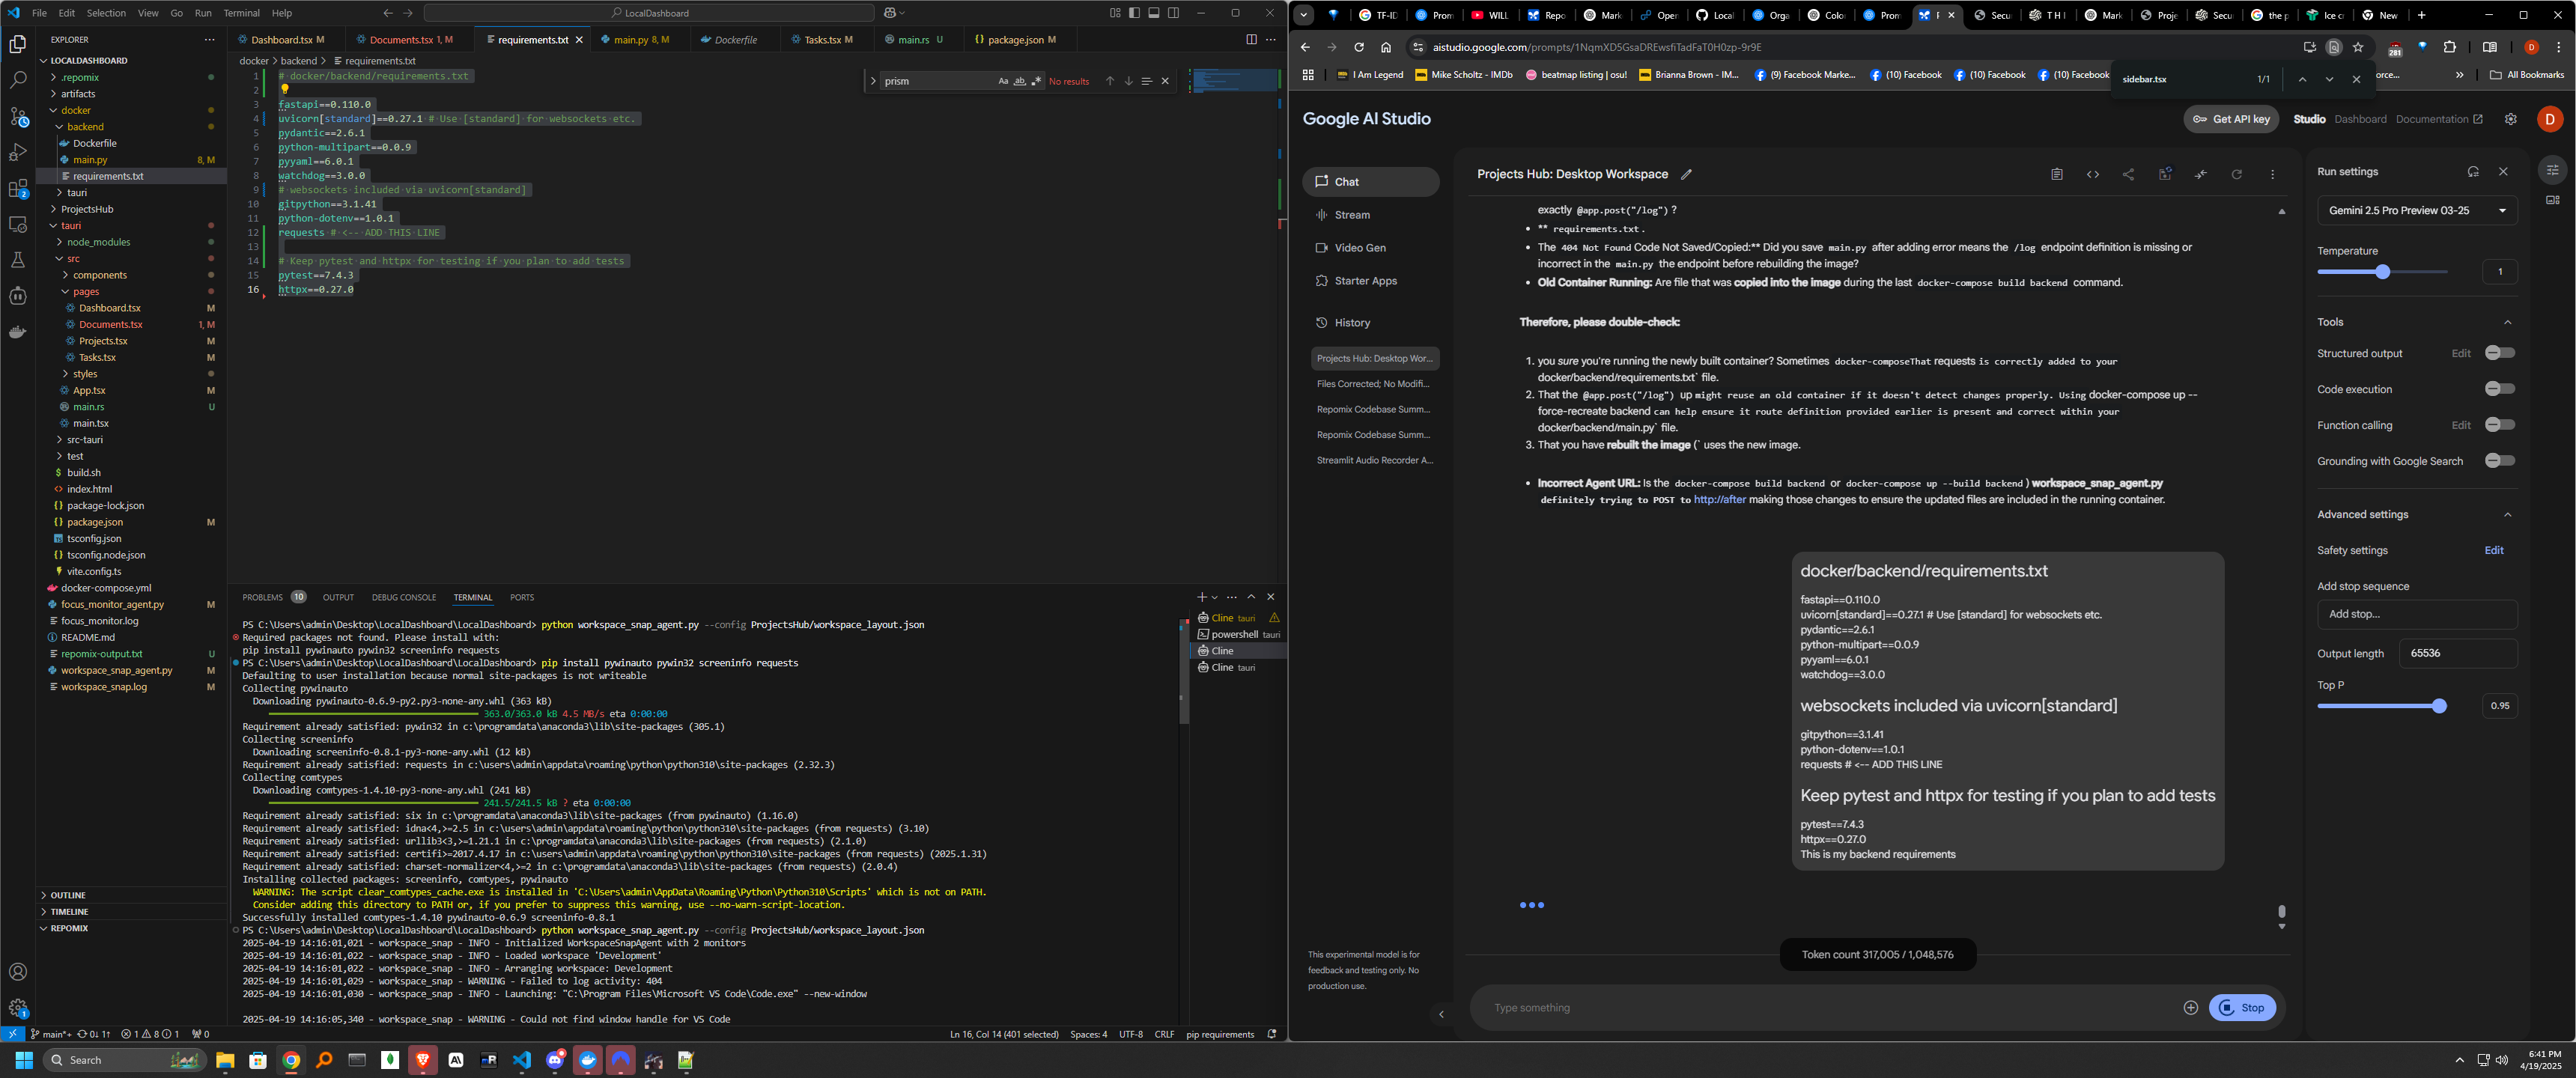 File Edit Selection View Go Run Terminal Help
LocalDashboard
EXPLORER
LOCALDASHBOARD
.repomix
artifacts
docker
backend
Dockerfile
main.py 8, M
requirements.txt
tauri
ProjectsHub
tauri
node_modules
src
components
pages
Dashboard.tsx M
Documents.tsx 1, M
Projects.tsx M
Tasks.tsx M
styles
App.tsx M
main.rs U
main.tsx
src-tauri
test
build.sh
index.html
package-lock.json
package.json M
tsconfig.json
tsconfig.node.json
vite.config.ts
docker-compose.yml
focus_monitor_agent.py M
focus_monitor.log
README.md
repomix-output.txt U
workspace_snap_agent.py M
workspace_snap.log M
OUTLINE
TIMELINE
REPOMIX
Dashboard.tsx M Documents.tsx 1, M requirements.txt main.py 8, M Dockerfile Tasks.tsx M main.rs U package.json M
docker > backend > requirements.txt
prism Aa ab No results
1 # docker/backend/requirements.txt
2
3 fastapi==0.110.0
4 uvicorn[standard]==0.27.1 # Use [standard] for websockets etc.
5 pydantic==2.6.1
6 python-multipart==0.0.9
7 pyyaml==6.0.1
8 watchdog==3.0.0
9 # websockets included via uvicorn[standard]
10 gitpython==3.1.41
11 python-dotenv==1.0.1
12 requests # <-- ADD THIS LINE
13
14 # Keep pytest and httpx for testing if you plan to add tests
15 pytest==7.4.3
16 httpx==0.27.0
PROBLEMS 10 OUTPUT DEBUG CONSOLE TERMINAL PORTS
PS C:\Users\admin\Desktop\LocalDashboard\LocalDashboard> python workspace_snap_agent.py --config ProjectsHub/workspace_layout.json
Required packages not found. Please install with:
pip install pywinauto pywin32 screeninfo requests
PS C:\Users\admin\Desktop\LocalDashboard\LocalDashboard> pip install pywinauto pywin32 screeninfo requests
Defaulting to user installation because normal site-packages is not writeable
Collecting pywinauto
Downloading pywinauto-0.6.9-py2.py3-none-any.whl (363 kB)
363.0/363.0 kB 4.5 MB/s eta 0:00:00
Requirement already satisfied: pywin32 in c:\programdata\anaconda3\lib\site-packages (305.1)
Collecting screeninfo
Downloading screeninfo-0.8.1-py3-none-any.whl (12 kB)
Requirement already satisfied: requests in c:\users\admin\appdata\roaming\python\python310\site-packages (2.32.3)
Collecting comtypes
Downloading comtypes-1.4.10-py3-none-any.whl (241 kB)
241.5/241.5 kB ? eta 0:00:00
Requirement already satisfied: six in c:\programdata\anaconda3\lib\site-packages (from pywinauto) (1.16.0)
Requirement already satisfied: idna<4,>=2.5 in c:\users\admin\appdata\roaming\python\python310\site-packages (from requests) (3.10)
Requirement already satisfied: urllib3<3,>=1.21.1 in c:\programdata\anaconda3\lib\site-packages (from requests) (2.1.0)
Requirement already satisfied: certifi>=2017.4.17 in c:\users\admin\appdata\roaming\python\python310\site-packages (from requests) (2025.1.31)
Requirement already satisfied: charset-normalizer<4,>=2 in c:\programdata\anaconda3\lib\site-packages (from requests) (2.0.4)
Installing collected packages: screeninfo, comtypes, pywinauto
WARNING: The script clear_comtypes_cache.exe is installed in 'C:\Users\admin\AppData\Roaming\Python\Python310\Scripts' which is not on PATH.
Consider adding this directory to PATH or, if you prefer to suppress this warning, use --no-warn-script-location.
Successfully installed comtypes-1.4.10 pywinauto-0.6.9 screeninfo-0.8.1
PS C:\Users\admin\Desktop\LocalDashboard\LocalDashboard> python workspace_snap_agent.py --config ProjectsHub/workspace_layout.json
2025-04-19 14:16:01,021 - workspace_snap - INFO - Initialized WorkspaceSnapAgent with 2 monitors
2025-04-19 14:16:01,022 - workspace_snap - INFO - Loaded workspace 'Development'
2025-04-19 14:16:01,022 - workspace_snap - INFO - Arranging workspace: Development
2025-04-19 14:16:01,029 - workspace_snap - WARNING - Failed to log activity: 404
2025-04-19 14:16:01,030 - workspace_snap - INFO - Launching: "C:\Program Files\Microsoft VS Code\Code.exe" --new-window
2025-04-19 14:16:05,340 - workspace_snap - WARNING - Could not find window handle for VS Code
Cline tauri
powershell tauri
Cline
Cline tauri
main*+ 0↓ 1↑ 1 8 1 0 Ln 16, Col 14 (401 selected) Spaces: 4 UTF-8 CRLF pip requirements
TF-ID Prom WILL Repo Mark Open Local Orga Colo Prom F Secu T H I Mark Proje Secu the p Ice c New
aistudio.google.com/prompts/1NqmXD5GsaDREwsfiTadFaT0H0zp-9r9E
281
I Am Legend Mike Scholtz - IMDb beatmap listing | osu! Brianna Brown - IM... (9) Facebook Marke... (10) Facebook (10) Facebook (10) Facebook orce... All Bookmarks
sidebar.tsx 1/1
Google AI Studio
Get API key Studio Dashboard Documentation D
Chat
Stream
Video Gen
Starter Apps
History
Projects Hub: Desktop Wor...
Files Corrected; No Modifi...
Repomix Codebase Summ...
Repomix Codebase Summ...
Streamlit Audio Recorder A...
This experimental model is for
feedback and testing only. No
production use.
Projects Hub: Desktop Workspace
exactly @app.post("/log") ?
• ** requirements.txt .
• The 404 Not Found Code Not Saved/Copied:** Did you save main.py after adding error means the /log endpoint definition is missing or
incorrect in the main.py the endpoint before rebuilding the image?
• Old Container Running: Are file that was copied into the image during the last docker-compose build backend command.
Therefore, please double-check:
1. you sure you're running the newly built container? Sometimes docker-composeThat requests is correctly added to your
docker/backend/requirements.txt` file.
2. That the @app.post("/log") up might reuse an old container if it doesn't detect changes properly. Using docker-compose up --
force-recreate backend can help ensure it route definition provided earlier is present and correct within your
docker/backend/main.py` file.
3. That you have rebuilt the image (` uses the new image.
• Incorrect Agent URL: Is the docker-compose build backend or docker-compose up --build backend ) workspace_snap_agent.py
definitely trying to POST to http://after making those changes to ensure the updated files are included in the running container.
docker/backend/requirements.txt
fastapi==0.110.0
uvicorn[standard]==0.27.1 # Use [standard] for websockets etc.
pydantic==2.6.1
python-multipart==0.0.9
pyyaml==6.0.1
watchdog==3.0.0
websockets included via uvicorn[standard]
gitpython==3.1.41
python-dotenv==1.0.1
requests # <-- ADD THIS LINE
Keep pytest and httpx for testing if you plan to add tests
pytest==7.4.3
httpx==0.27.0
This is my backend requirements
Token count 317,005 / 1,048,576
Type something
Stop
Run settings
Gemini 2.5 Pro Preview 03-25
Temperature
1
Tools
Structured output Edit
Code execution
Function calling Edit
Grounding with Google Search
Advanced settings
Safety settings Edit
Add stop sequence
Add stop...
Output length 65536
Top P
0.95
Search
6:41 PM
4/19/2025